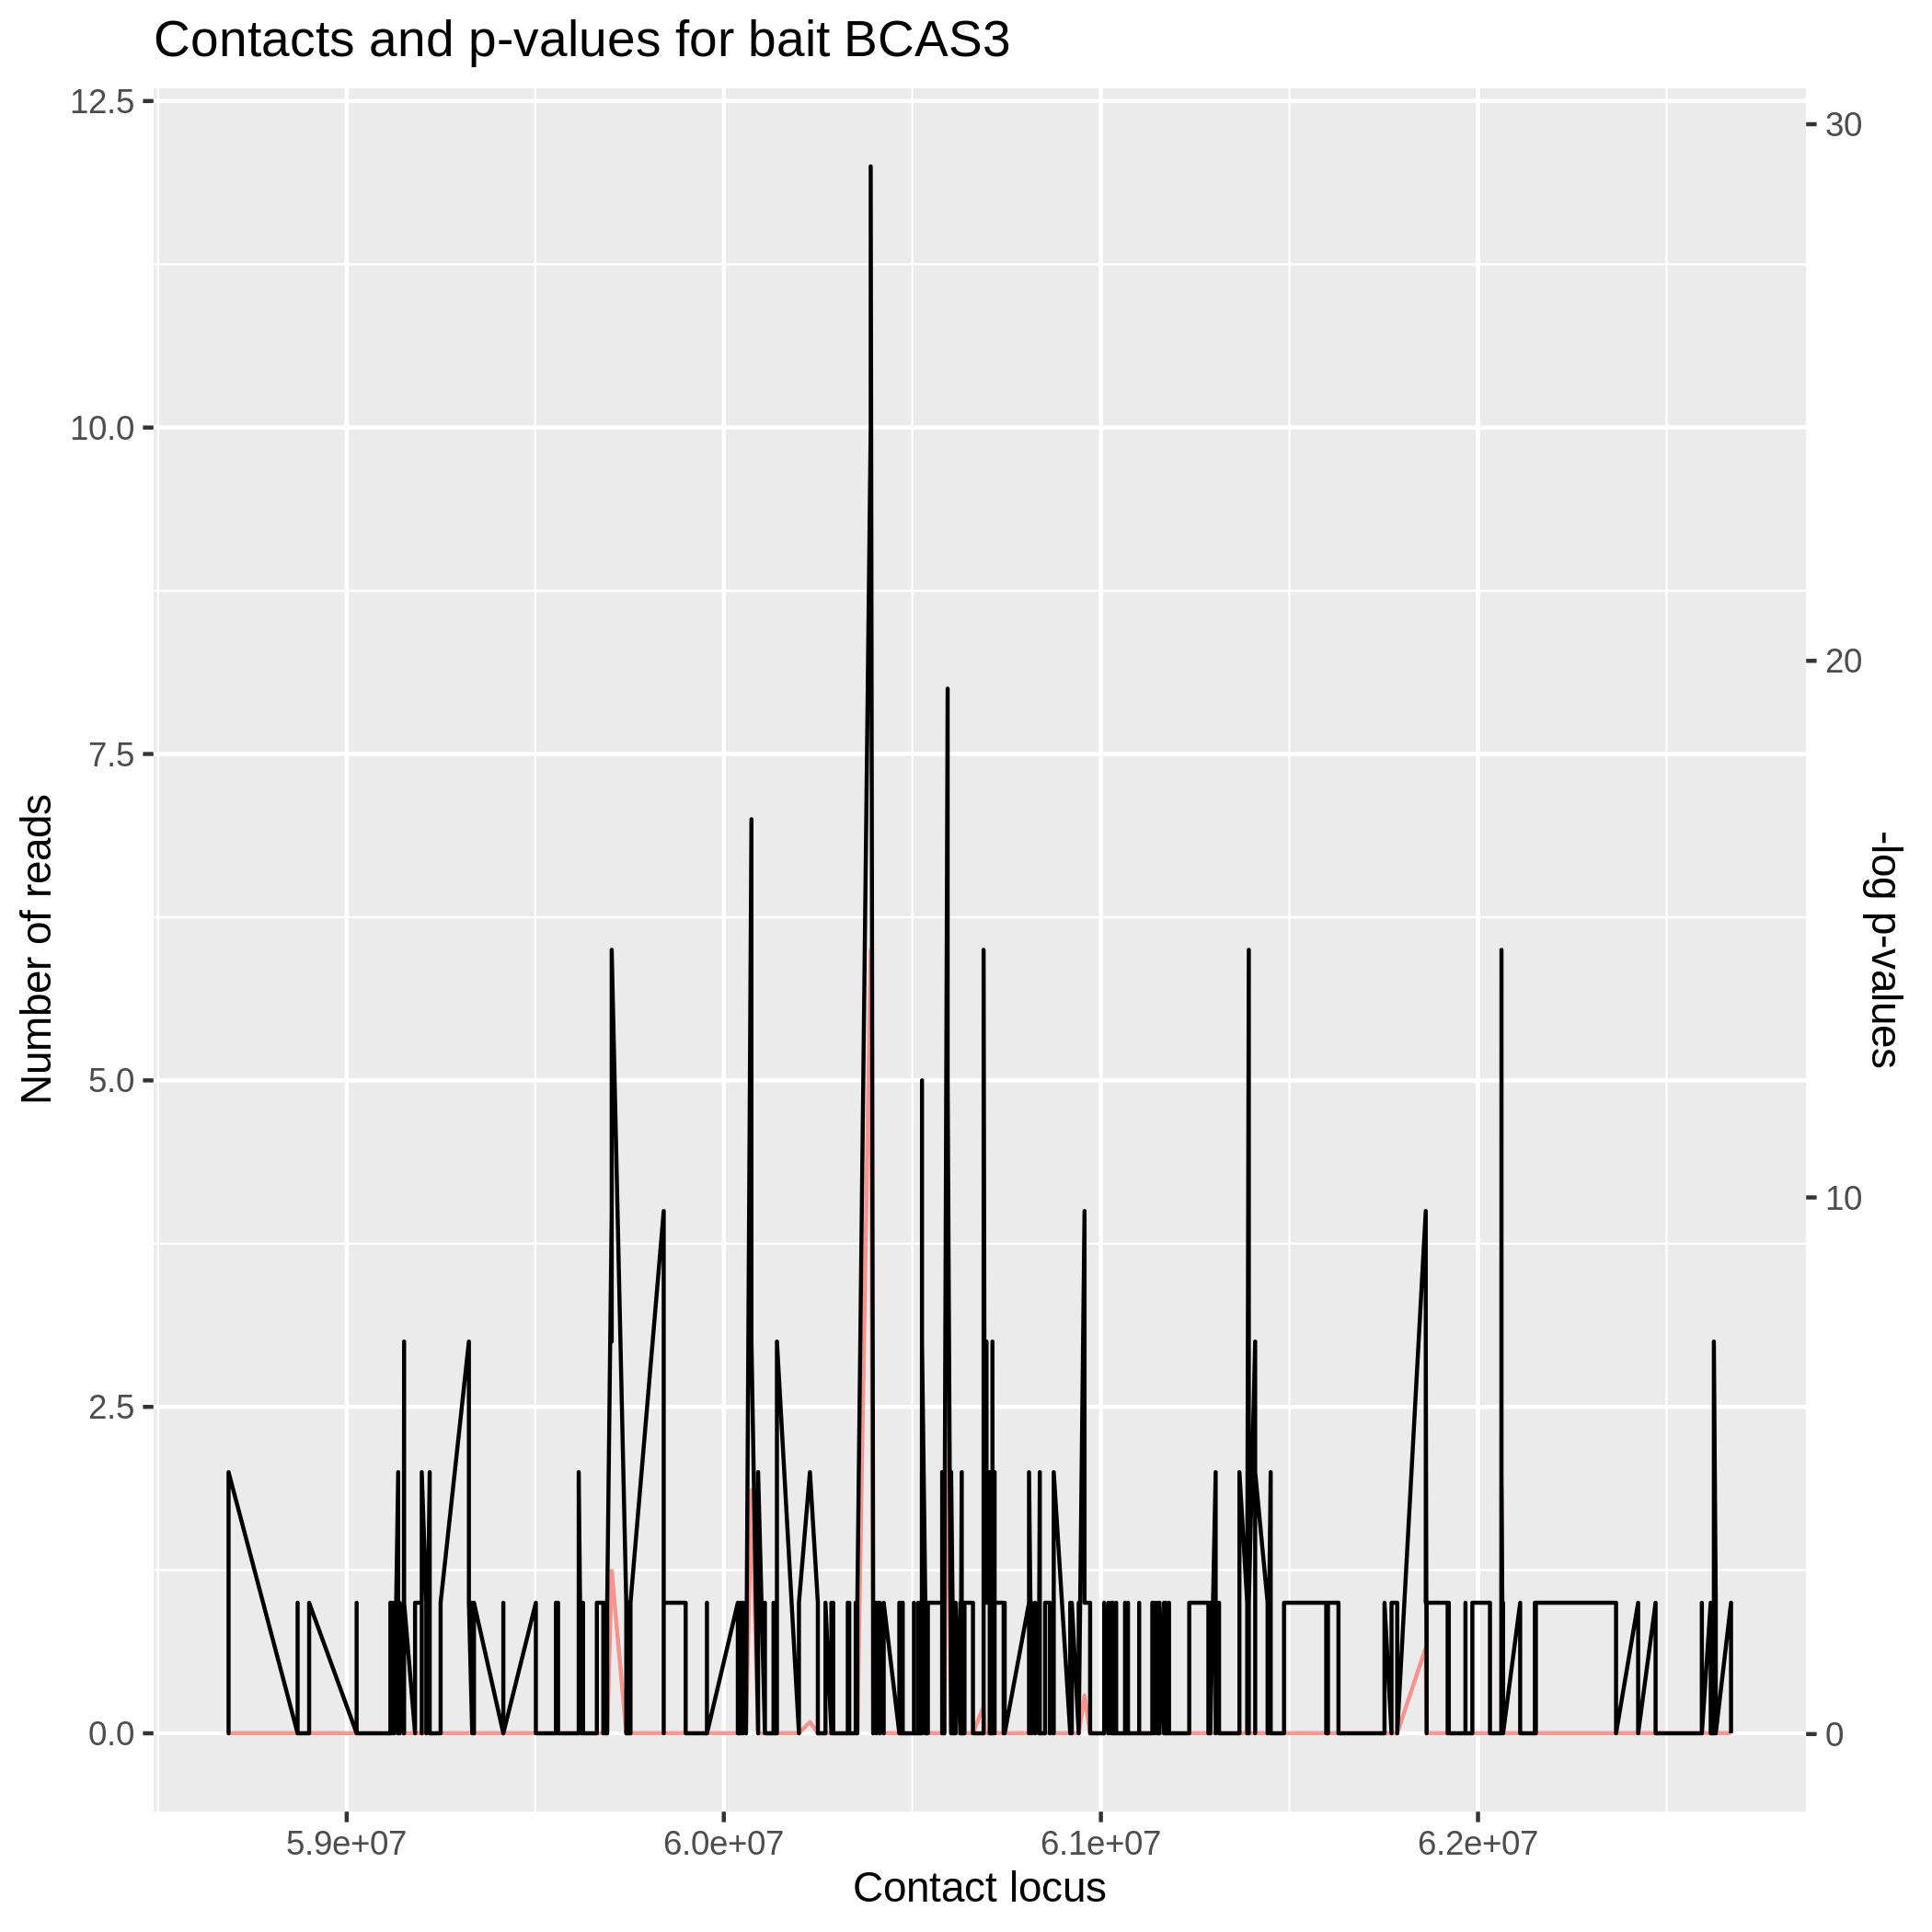 Contacts and p-values for bait BCAS3
12.5
10.0
7.5
5.0
2.5
0.0
Number of reads
30
20
10
0
-log p-values
5.9e+07 6.0e+07 6.1e+07 6.2e+07
Contact locus